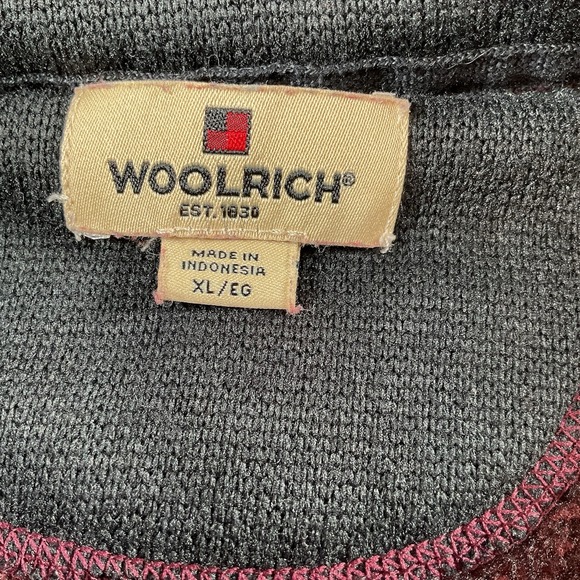 WOOLRICH®
EST. 1830
MADE IN
INDONESIA
XL/EG